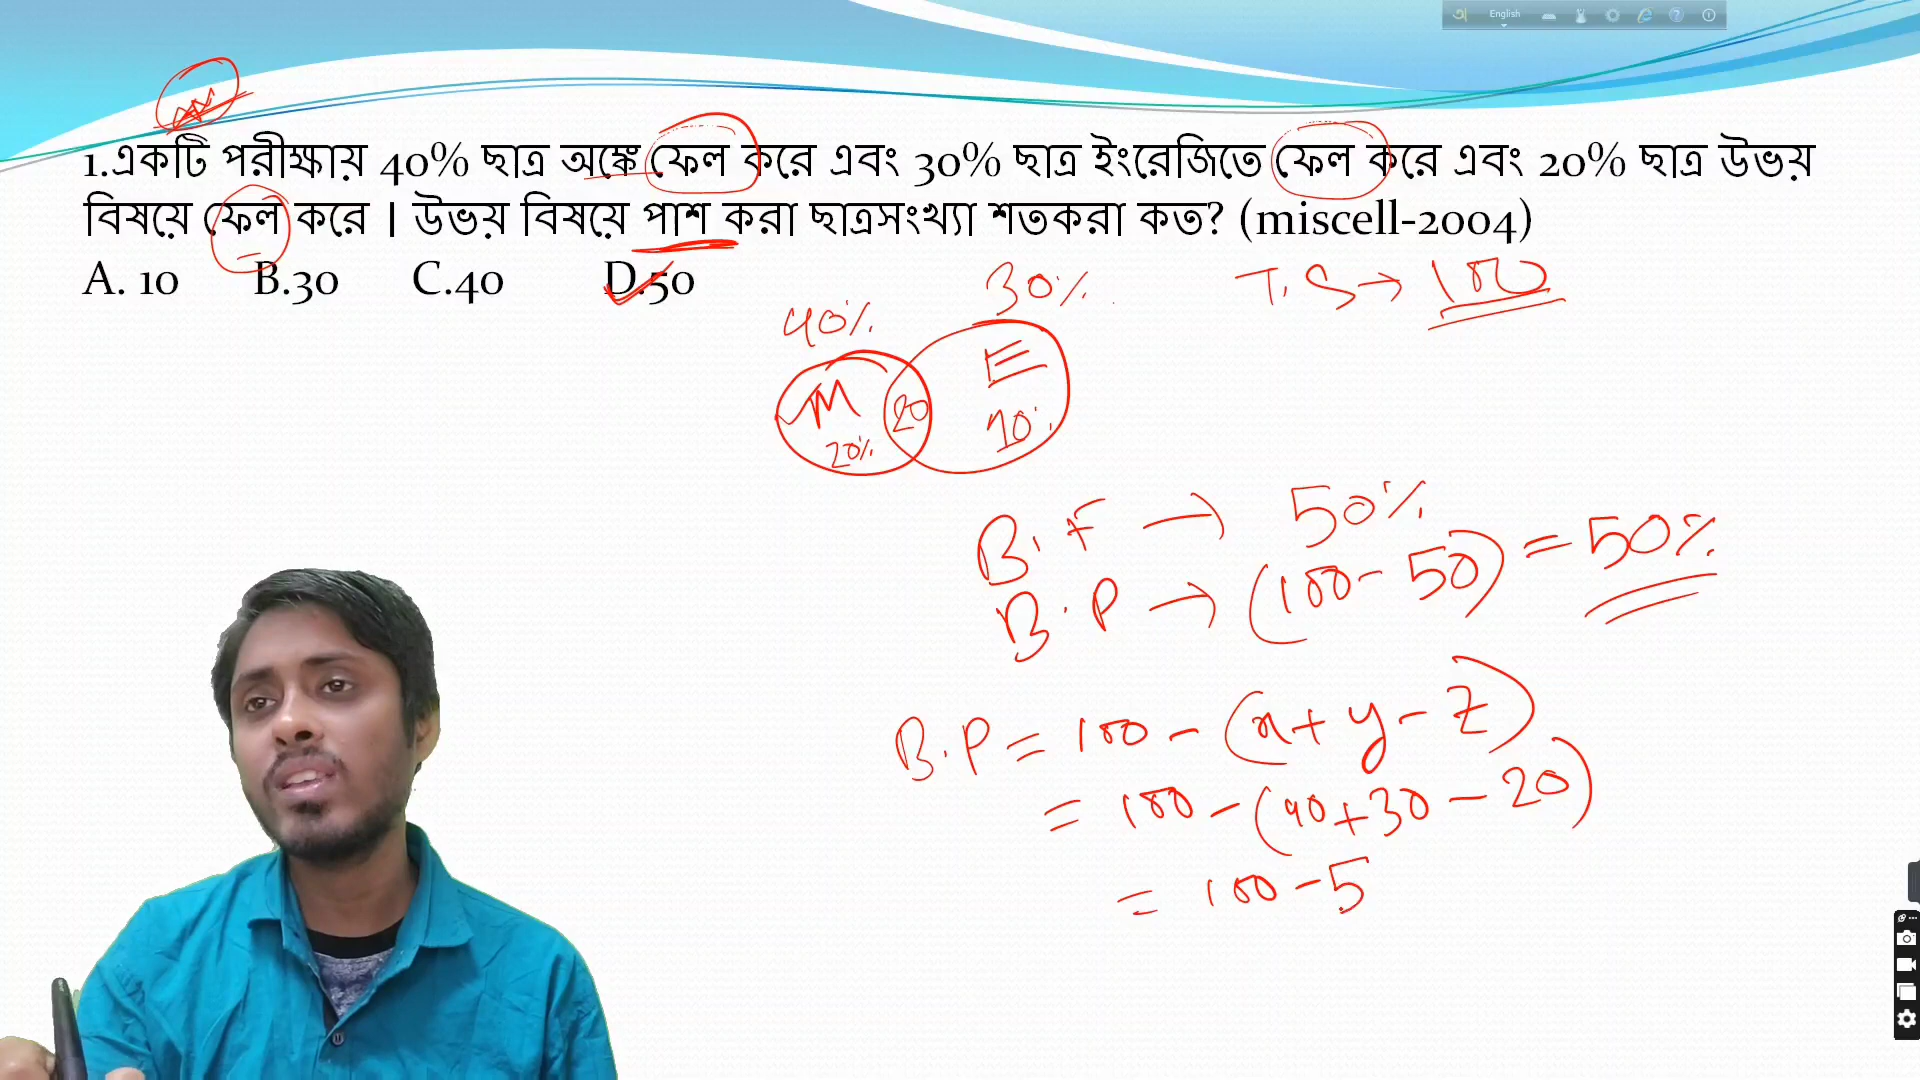 English
1.একটি পরীক্ষায় 40% ছাত্র অঙ্কে ফেল করে এবং 30% ছাত্র ইংরেজিতে ফেল করে এবং 20% ছাত্র উভয়
বিষয়ে ফেল করে । উভয় বিষয়ে পাশ করা ছাত্রসংখ্যা শতকরা কত? (miscell-2004)
A. 10 B.30 C.40 D.50
T.S → 100
40% 30%
M 20 E
20% 10%
B.F → 50%
B.P → (100 - 50) = 50%
B.P = 100 - (x + y - z)
= 100 - (40 + 30 - 20)
= 100 - 5